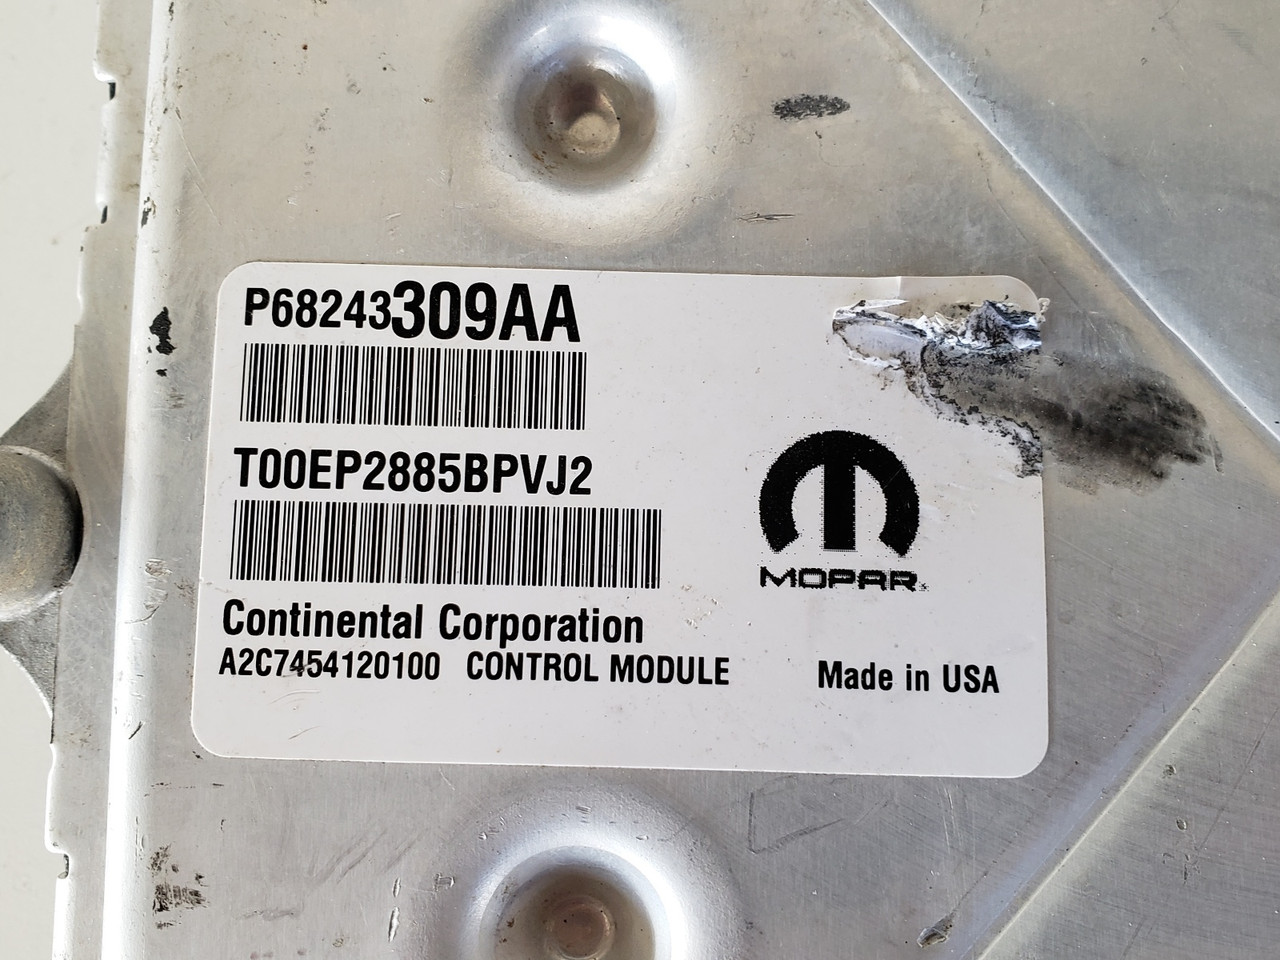 P68243309AA
T00EP2885BPVJ2
Continental Corporation
A2C7454120100 CONTROL MODULE
MOPAR
Made in USA